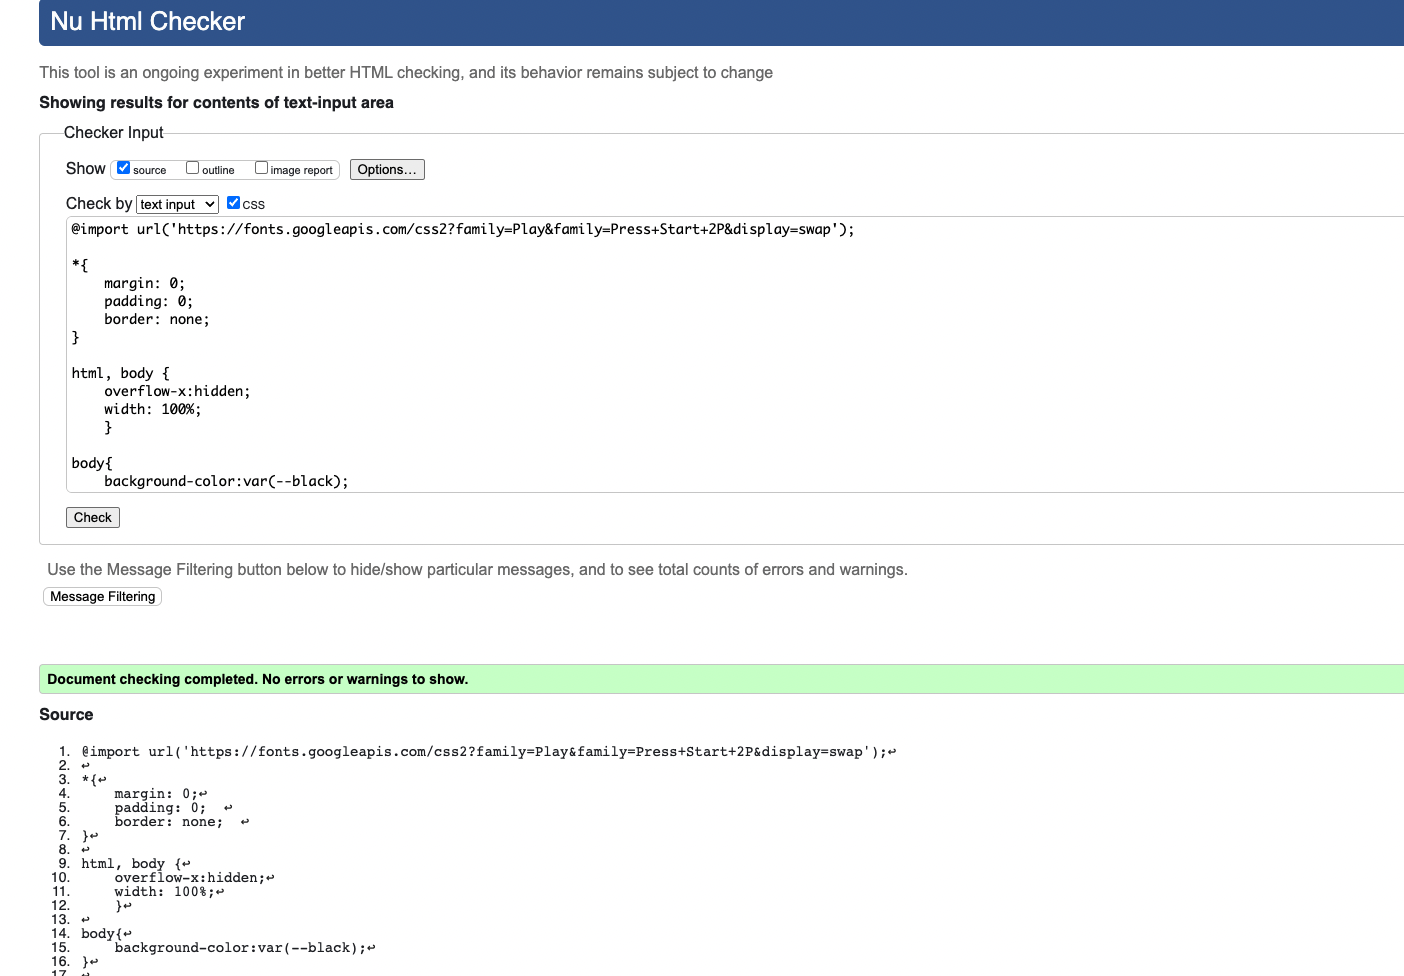 Nu Html Checker
This tool is an ongoing experiment in better HTML checking, and its behavior remains subject to change
Showing results for contents of text-input area
Checker Input
Show source outline image report Options...
Check by text input CSS
@import url('https://fonts.googleapis.com/css2?family=Play&family=Press+Start+2P&display=swap');
*{
    margin: 0;
    padding: 0;
    border: none;
}
html, body {
    overflow-x:hidden;
    width: 100%;
    }
body{
    background-color:var(--black);
Check
Use the Message Filtering button below to hide/show particular messages, and to see total counts of errors and warnings.
Message Filtering
Document checking completed. No errors or warnings to show.
Source
1. @import url('https://fonts.googleapis.com/css2?family=Play&family=Press+Start+2P&display=swap');↩
2. ↩
3. *{↩
4.     margin: 0;↩
5.     padding: 0;  ↩
6.     border: none;  ↩
7. }↩
8. ↩
9. html, body {↩
10.     overflow-x:hidden;↩
11.     width: 100%;↩
12.     }↩
13. ↩
14. body{↩
15.     background-color:var(--black);↩
16. }↩
17. ↩